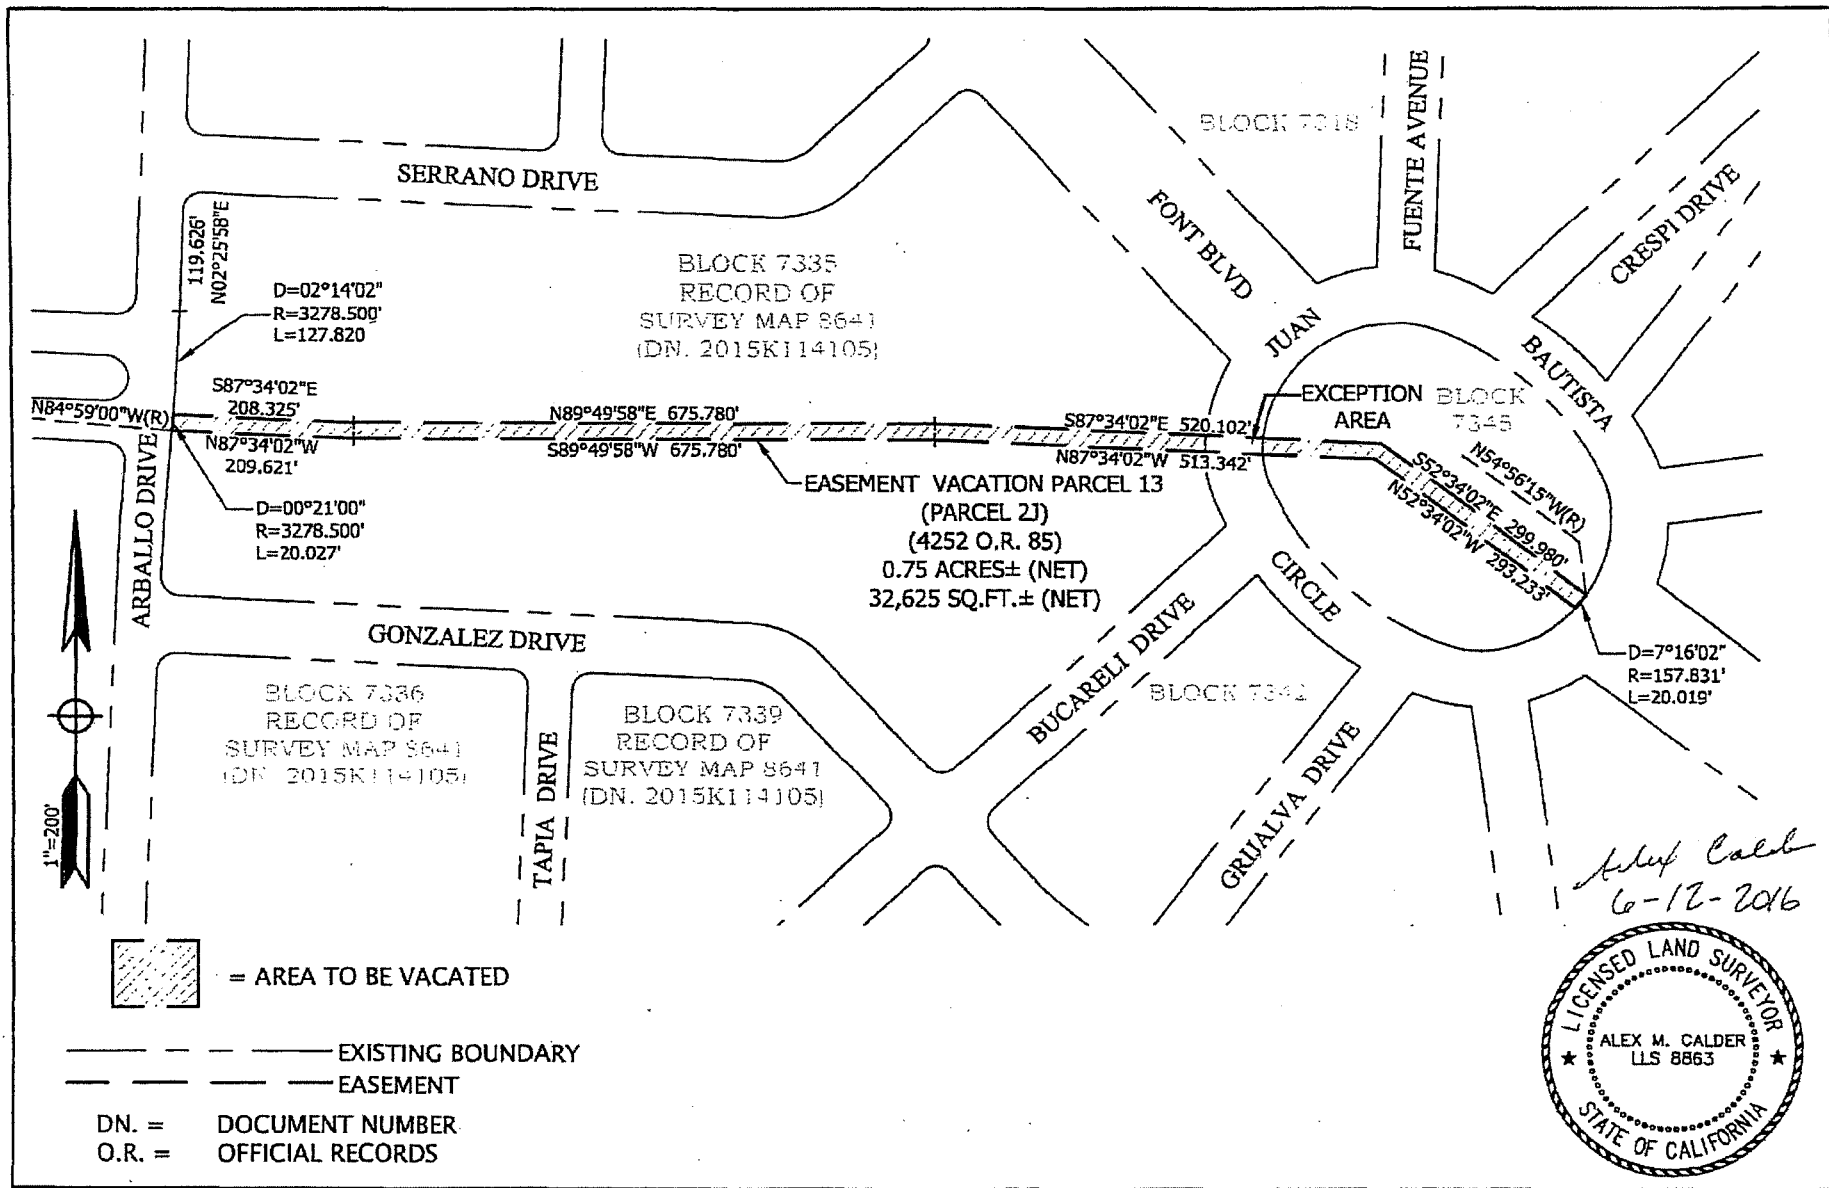 BLOCK 7318
FUENTE AVENUE
SERRANO DRIVE
FONT BLVD
CRESPI DRIVE
119.626'
N02°25'58"E
BLOCK 7335
RECORD OF
SURVEY MAP 8641
(DN. 2015K114105)
D=02°14'02"
R=3278.500'
L=127.820
JUAN
BAUTISTA
S87°34'02"E
208.325'
N84°59'00"W(R)
N89°49'58"E 675.780'
S87°34'02"E 520.102'
EXCEPTION
AREA
BLOCK
7345
N87°34'02"W
209.621'
S89°49'58"W 675.780'
N87°34'02"W 513.342'
N54°56'15"W(R)
S52°34'02"E 299.980'
N52°34'02"W 293.233'
ARBALLO DRIVE
EASEMENT VACATION PARCEL 13
(PARCEL 2J)
(4252 O.R. 85)
0.75 ACRES± (NET)
32,625 SQ.FT.± (NET)
D=00°21'00"
R=3278.500'
L=20.027'
CIRCLE
GONZALEZ DRIVE
BUCARELI DRIVE
D=7°16'02"
R=157.831'
L=20.019'
BLOCK 7336
RECORD OF
SURVEY MAP 8641
(DN 2015K114105)
BLOCK 7339
RECORD OF
SURVEY MAP 8641
(DN. 2015K114105)
BLOCK 7342
TAPIA DRIVE
GRIJALVA DRIVE
1"=200'
6-12-2016
= AREA TO BE VACATED
EXISTING BOUNDARY
EASEMENT
DN. = DOCUMENT NUMBER
O.R. = OFFICIAL RECORDS
LICENSED LAND SURVEYOR
ALEX M. CALDER
LLS 8863
STATE OF CALIFORNIA